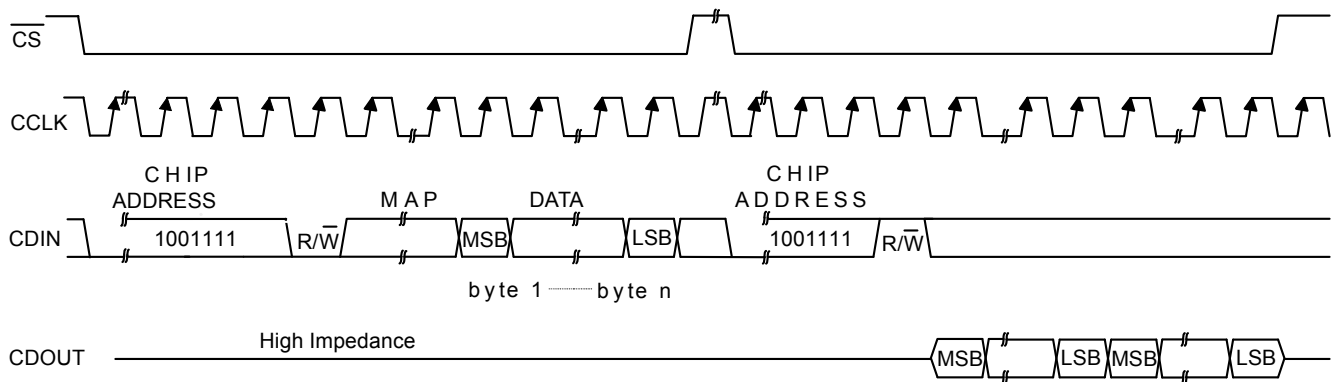 CS
CCLK
CHIP
ADDRESS
MAP
DATA
CHIP
ADDRESS
CDIN
1001111
R/W
MSB
LSB
1001111
R/W
byte 1 byte n
High Impedance
CDOUT
MSB
LSB
MSB
LSB